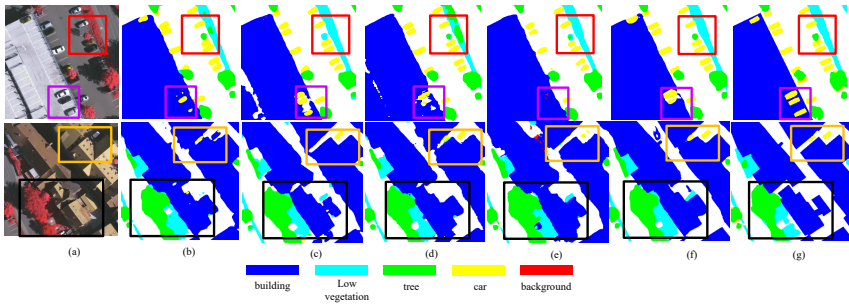 (a) (b) (c) (d) (e) (f) (g)
building Low vegetation tree car background